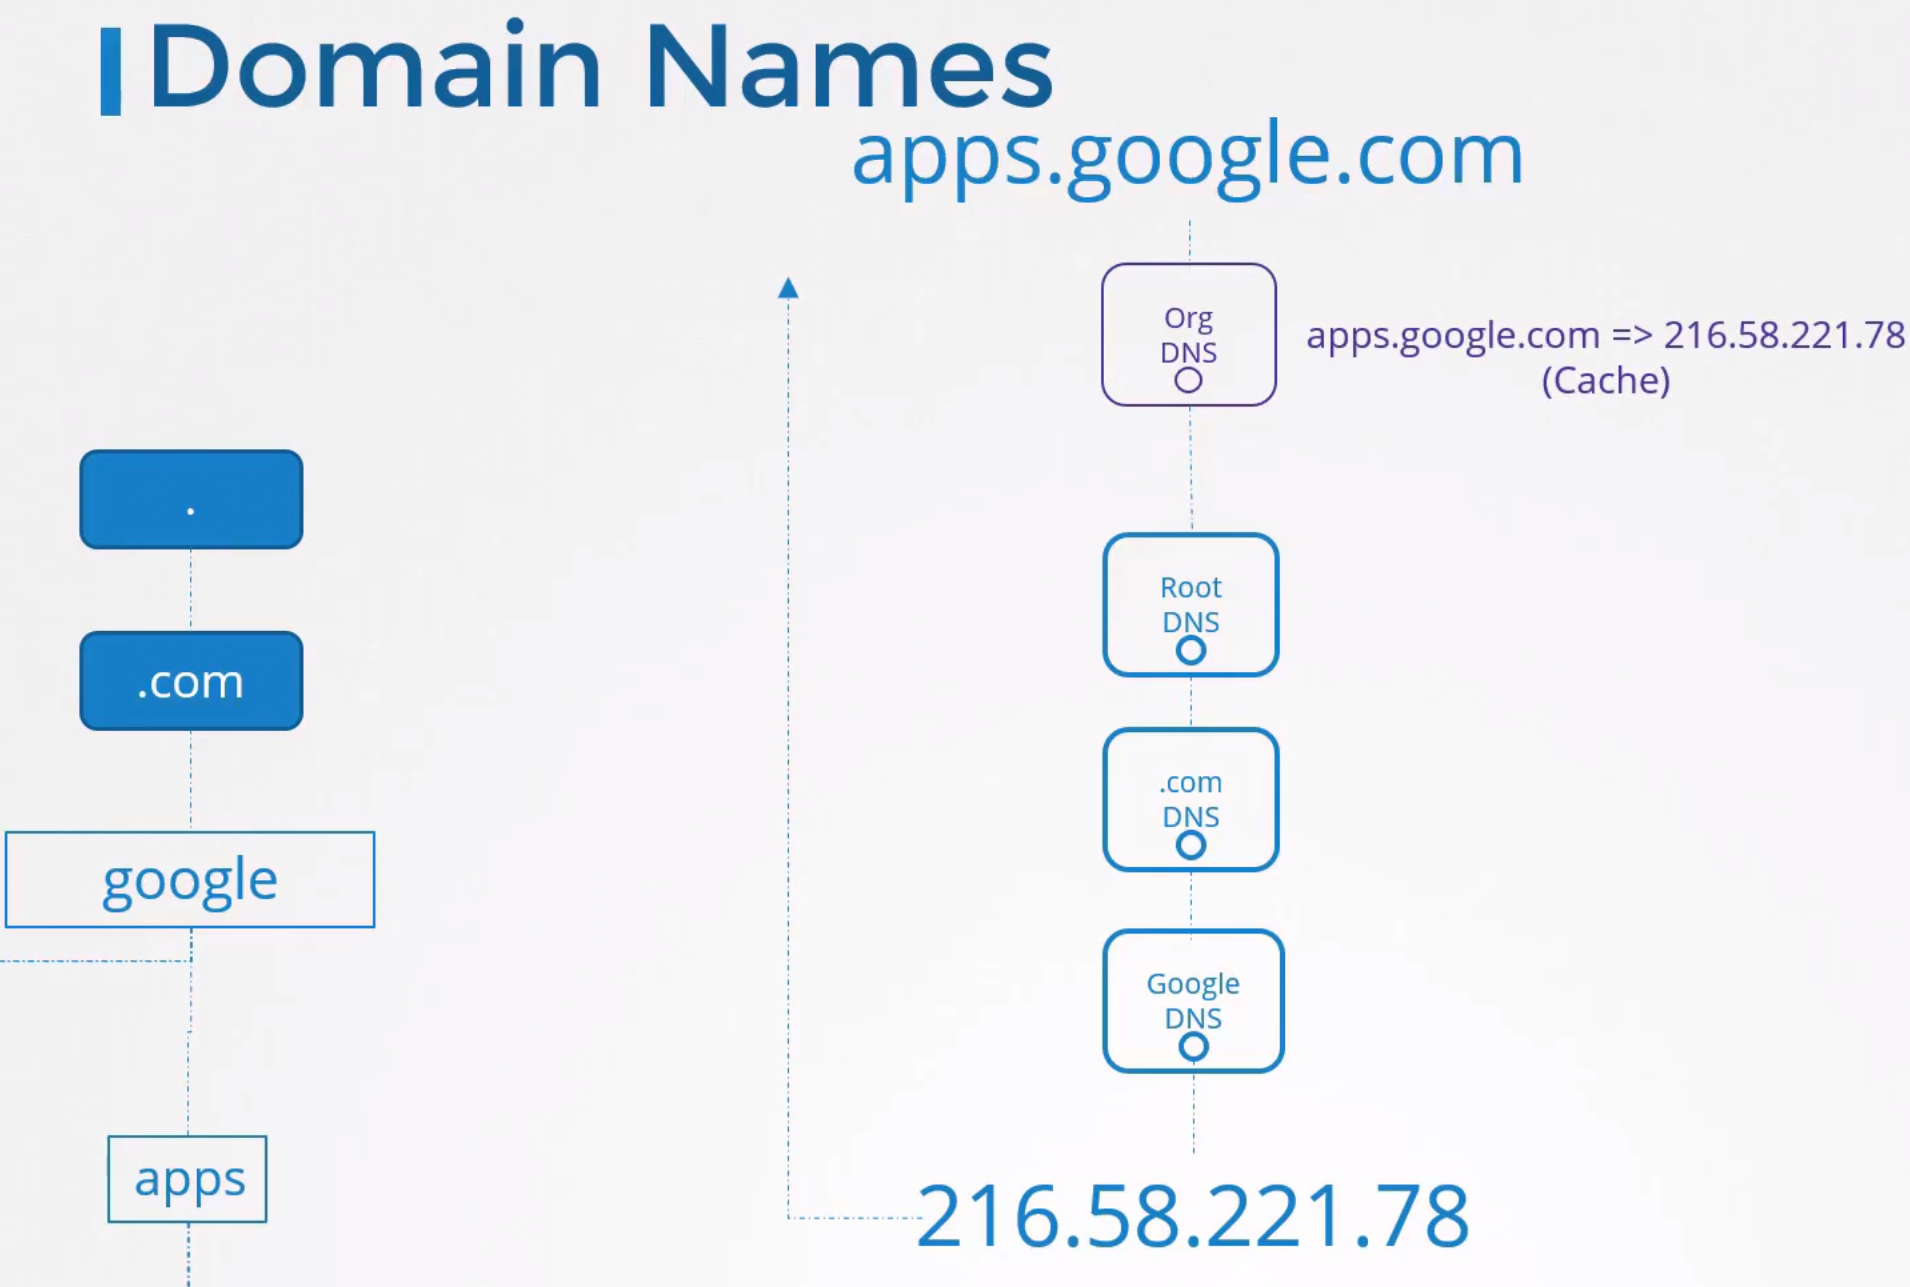 Domain Names
apps.google.com
Org
DNS
apps.google.com => 216.58.221.78
(Cache)
.
.com
google
apps
Root
DNS
.com
DNS
Google
DNS
216.58.221.78